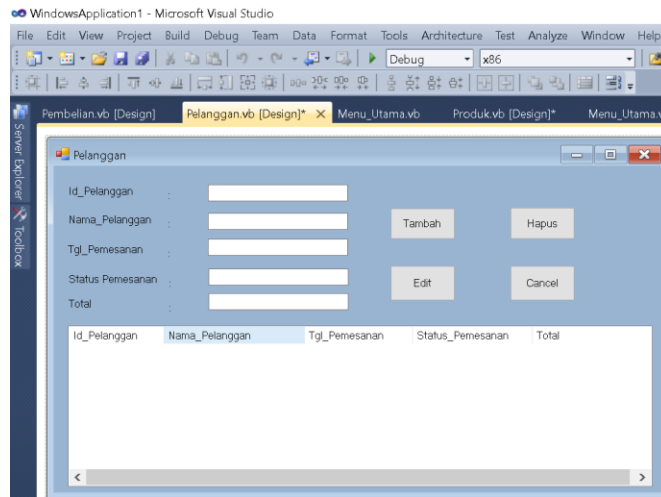 WindowsApplication1 - Microsoft Visual Studio
File Edit View Project Build Debug Team Data Format Tools Architecture Test Analyze Window Help
Debug x86
Pembelian.vb [Design] Pelanggan.vb [Design]* Menu_Utama.vb Produk.vb [Design]* Menu_Utama.v
Server Explorer
Toolbox
Pelanggan
Id_Pelanggan :
Nama_Pelanggan : Tambah Hapus
Tgl_Pemesanan :
Status Pemesanan : Edit Cancel
Total :
Id_Pelanggan Nama_Pelanggan Tgl_Pemesanan Status_Pemesanan Total